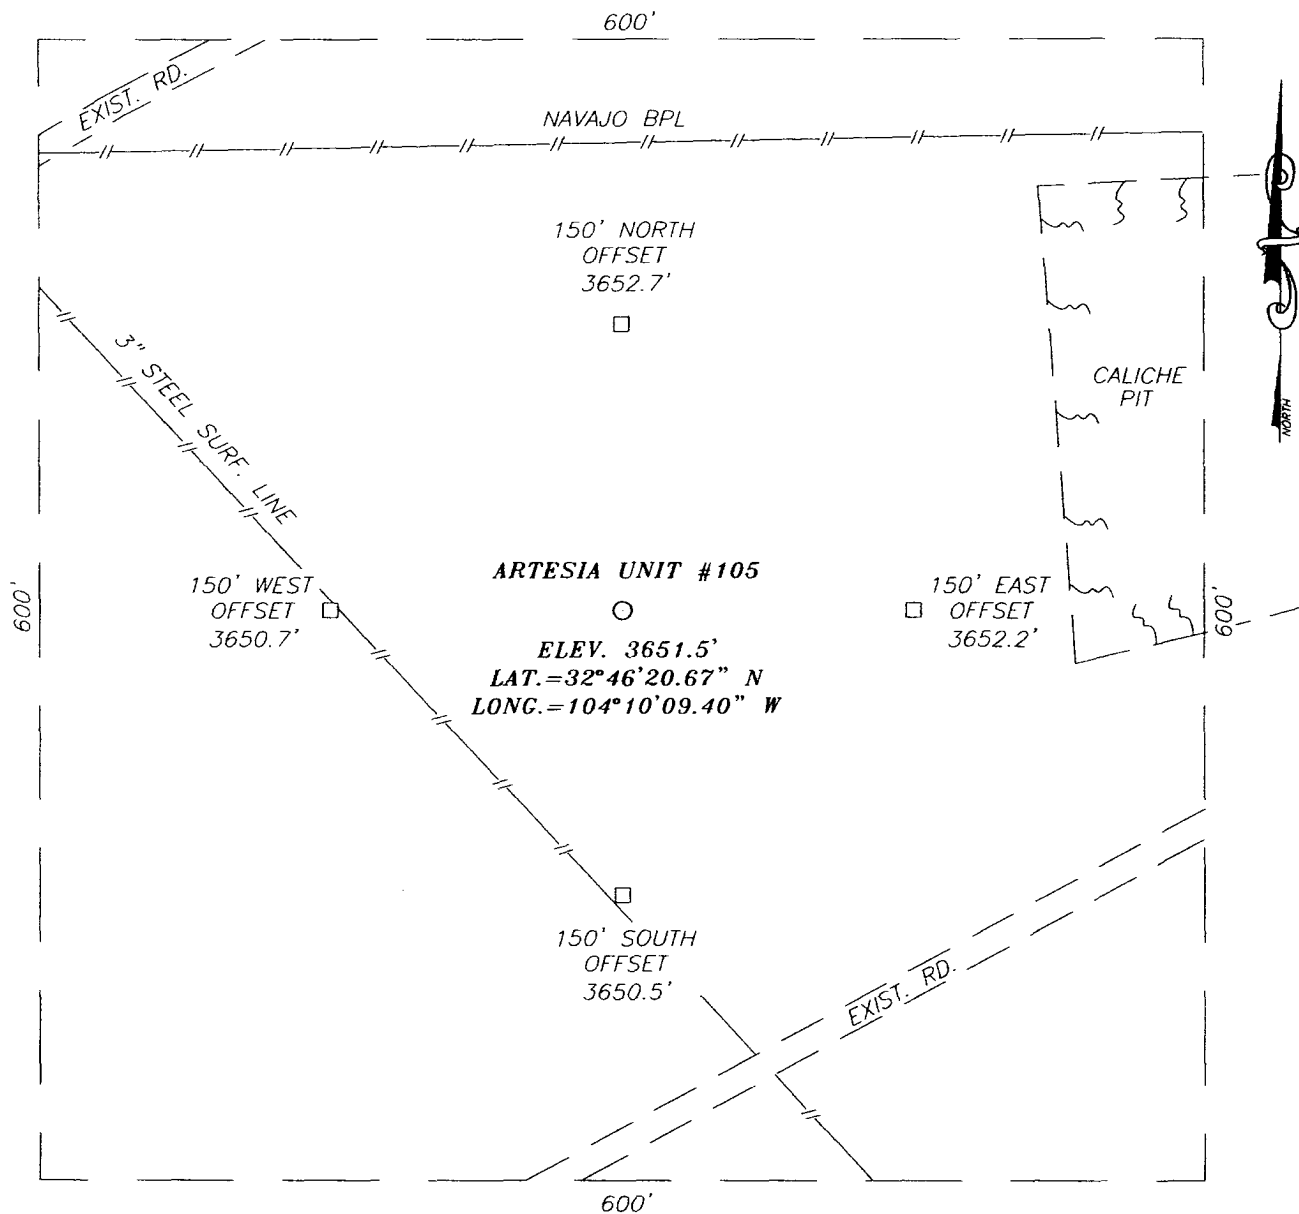 600'
EXIST. RD.
NAVAJO BPL
150' NORTH
OFFSET
3652.7'
CALICHE
PIT
NORTH
3" STEEL SURF. LINE
ARTESIA UNIT #105
150' WEST
OFFSET
3650.7'
150' EAST
OFFSET
3652.2'
600'
600'
ELEV. 3651.5'
LAT.=32°46'20.67" N
LONG.=104°10'09.40" W
150' SOUTH
OFFSET
3650.5'
EXIST. RD.
600'